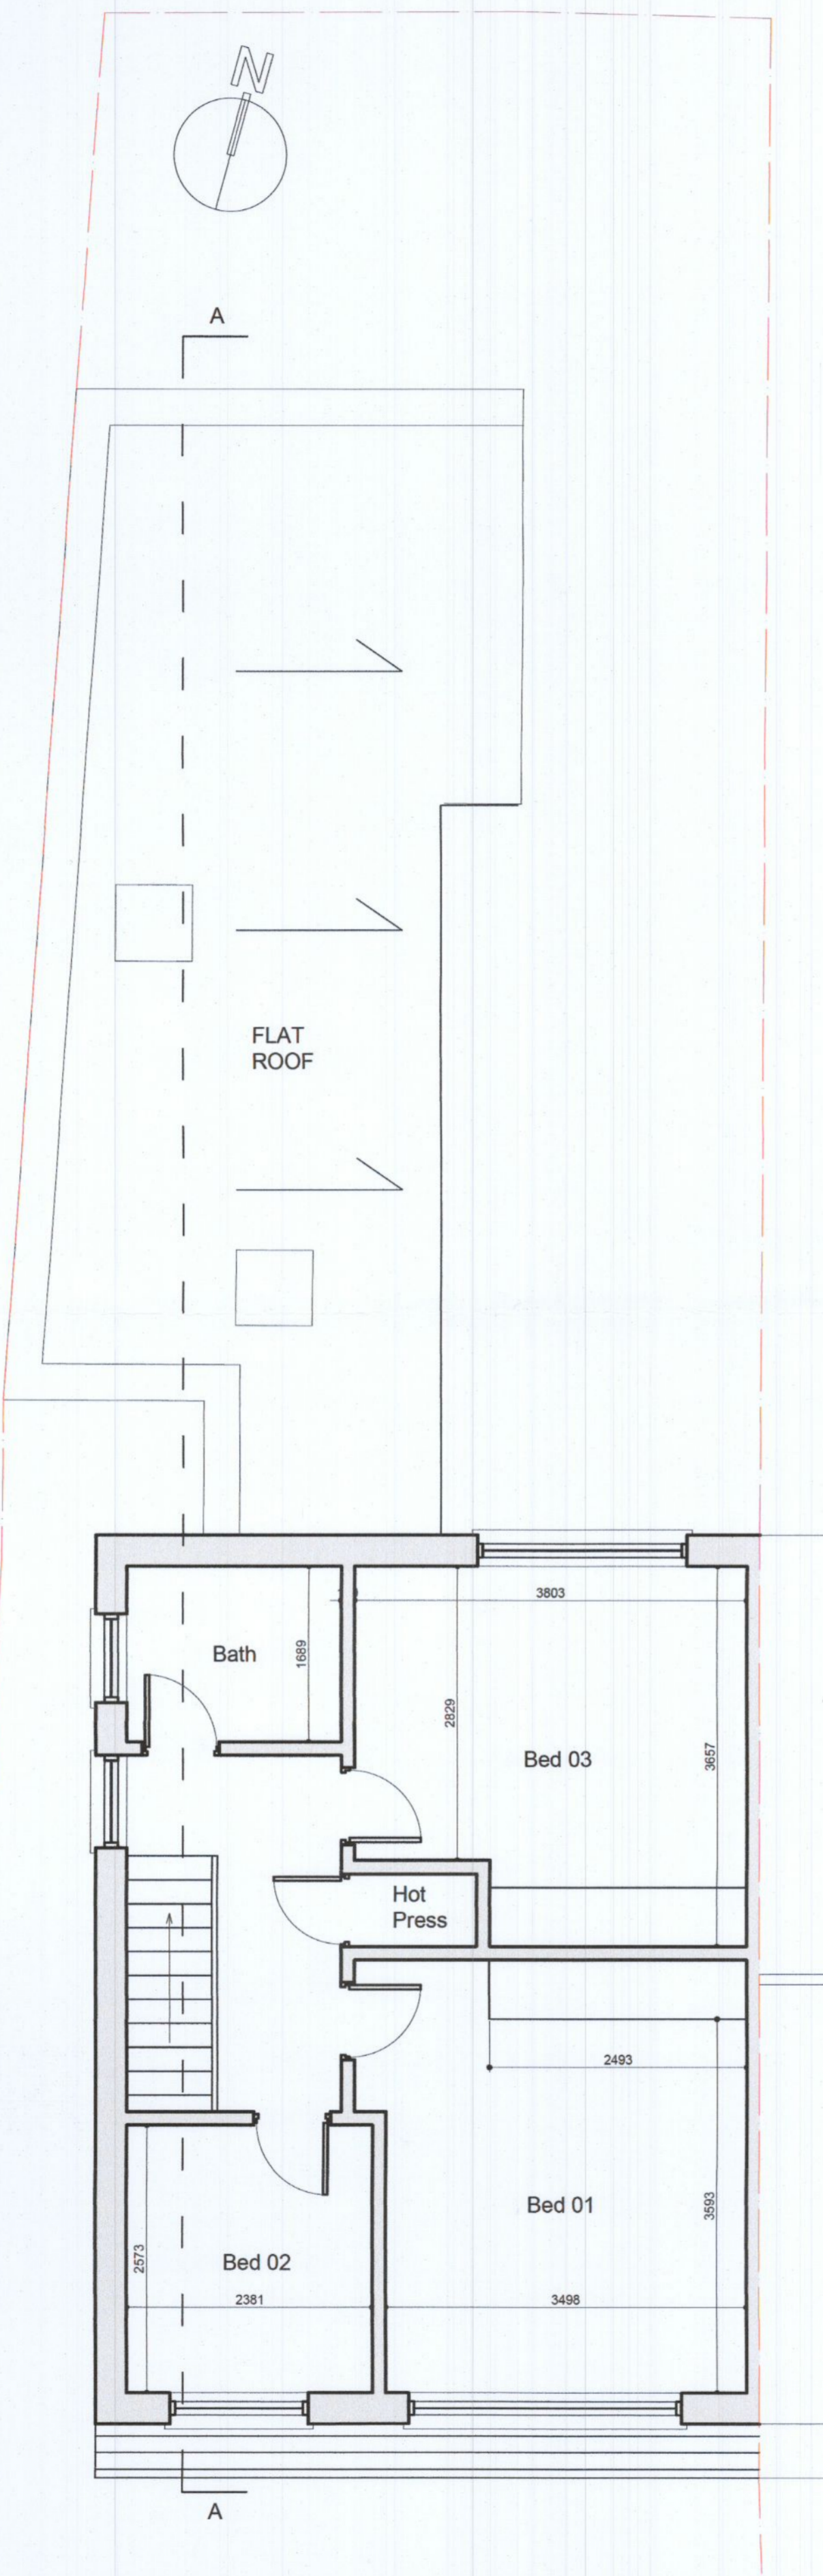 N
A
FLAT
ROOF
3803
Bath
1689
2829
Bed 03
3657
Hot
Press
2493
Bed 01
3593
2573
Bed 02
2381
3498
A